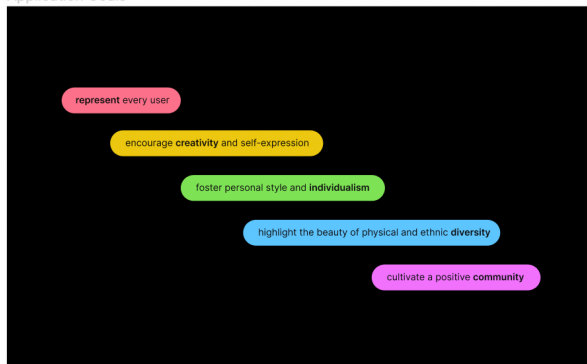 represent every user
encourage creativity and self-expression
foster personal style and individualism
highlight the beauty of physical and ethnic diversity
cultivate a positive community